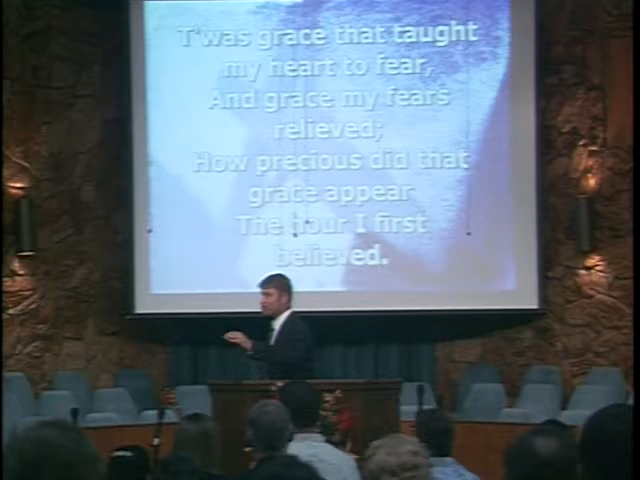 T'was grace that taught
my heart to fear,
And grace my fears
relieved;
How precious did that
grace appear
The hour I first
believed.